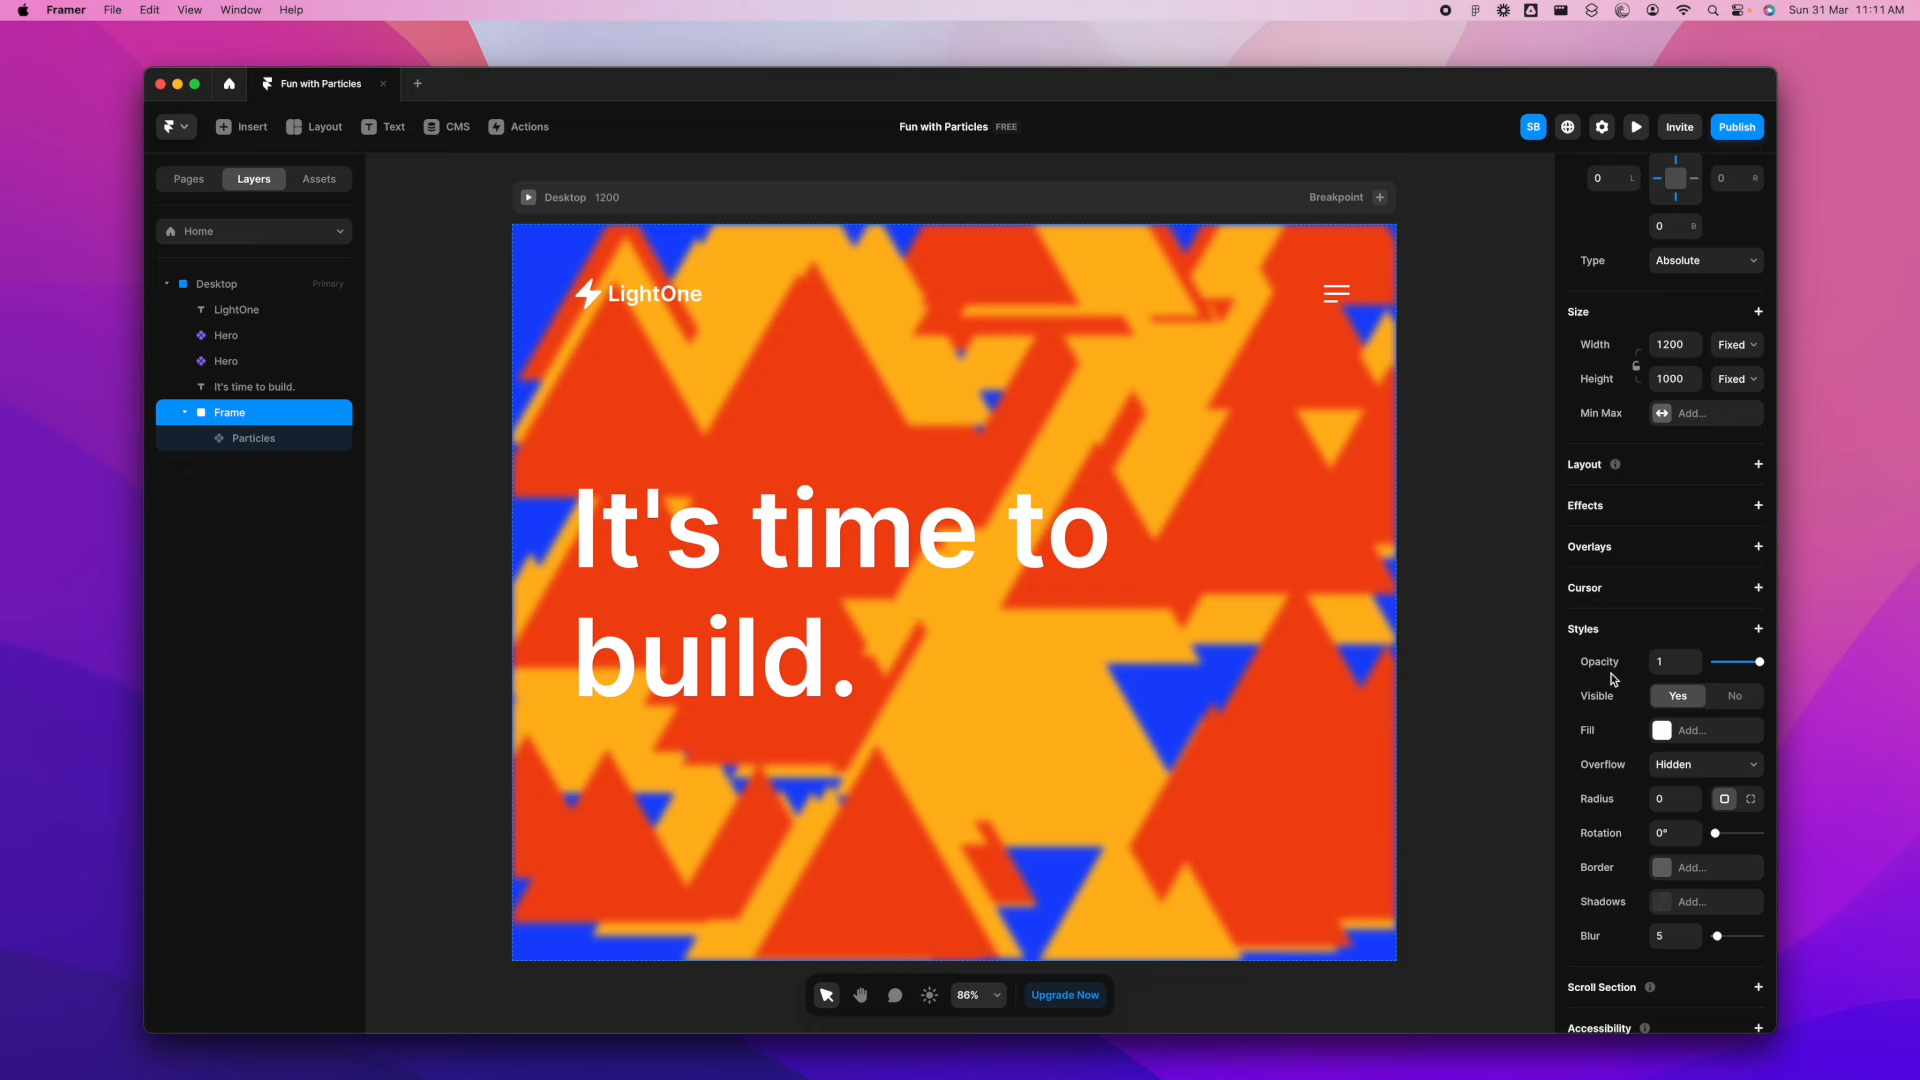 Framer File Edit View Window Help
Sun 31 Mar 11:11 AM
Fun with Particles
Insert Layout Text CMS Actions
Fun with Particles FREE
SB Invite Publish
Pages Layers Assets
Home
Desktop Primary
LightOne
Hero
Hero
It's time to build.
Frame
Particles
Desktop 1200
Breakpoint
LightOne
It's time to
build.
86% Upgrade Now
0 L 0 R
0 B
Type Absolute
Size
Width 1200 Fixed
Height 1000 Fixed
Min Max Add...
Layout
Effects
Overlays
Cursor
Styles
Opacity 1
Visible Yes No
Fill Add...
Overflow Hidden
Radius 0
Rotation 0°
Border Add...
Shadows Add...
Blur 5
Scroll Section
Accessibility